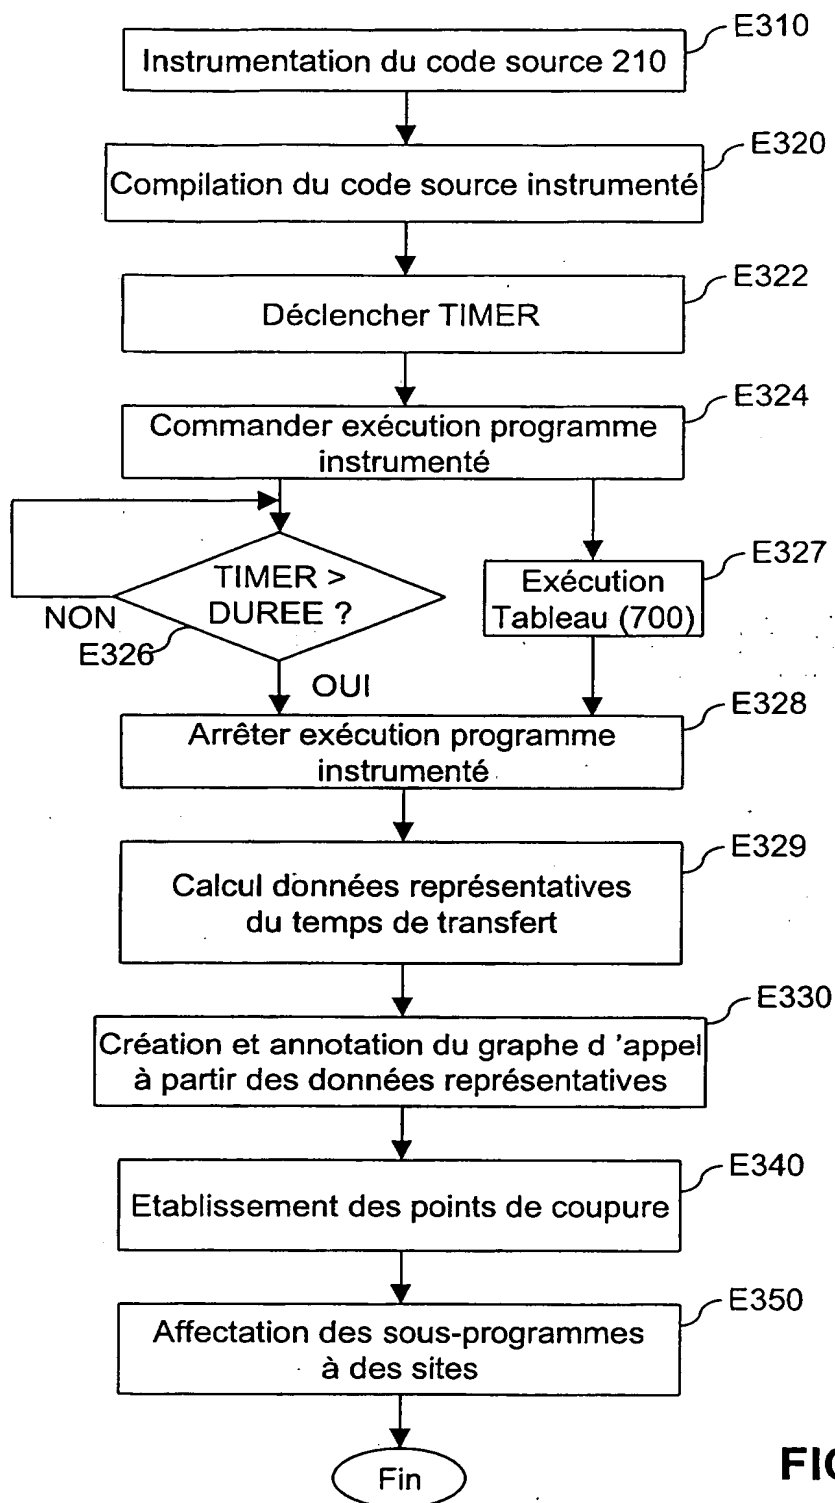 E310
Instrumentation du code source 210
E320
Compilation du code source instrumenté
E322
Déclencher TIMER
E324
Commander exécution programme
instrumenté
TIMER >
DUREE ?
NON
E326
OUI
E327
Exécution
Tableau (700)
E328
Arrêter exécution programme
instrumenté
E329
Calcul données représentatives
du temps de transfert
E330
Création et annotation du graphe d 'appel
à partir des données représentatives
E340
Etablissement des points de coupure
E350
Affectation des sous-programmes
à des sites
Fin